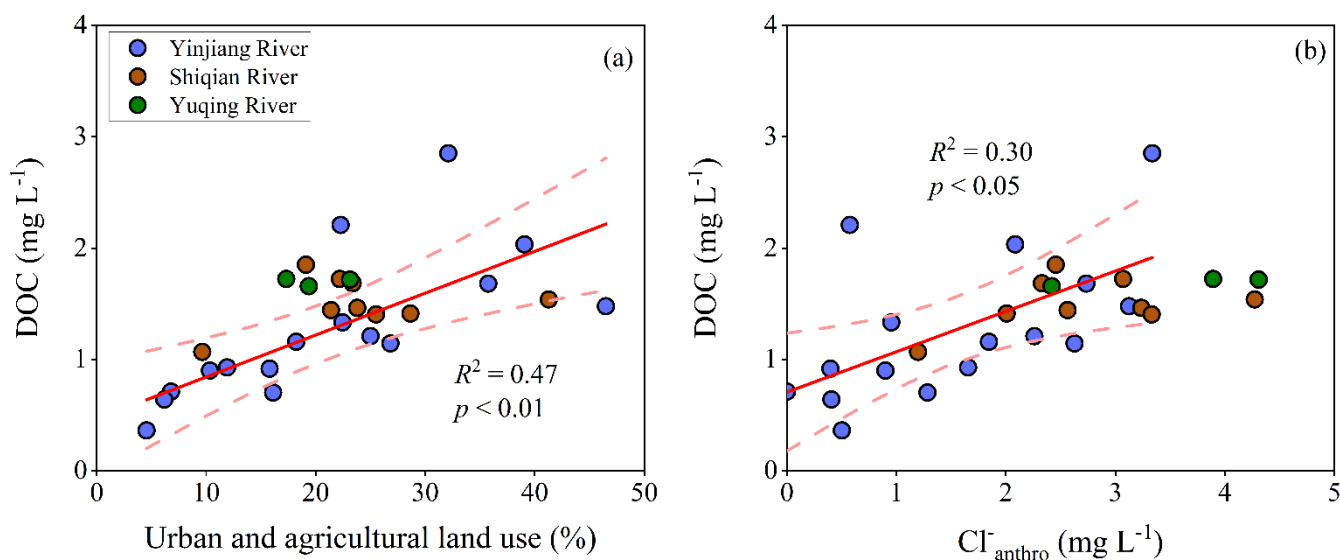 4
3
2
1
0
0
10
20
30
40
50
DOC (mg L⁻¹)
Urban and agricultural land use (%)
Yinjiang River
Shiqian River
Yuqing River
(a)
R² = 0.47
p < 0.01
4
3
2
1
0
0
1
2
3
4
5
DOC (mg L⁻¹)
Cl⁻anthro (mg L⁻¹)
(b)
R² = 0.30
p < 0.05